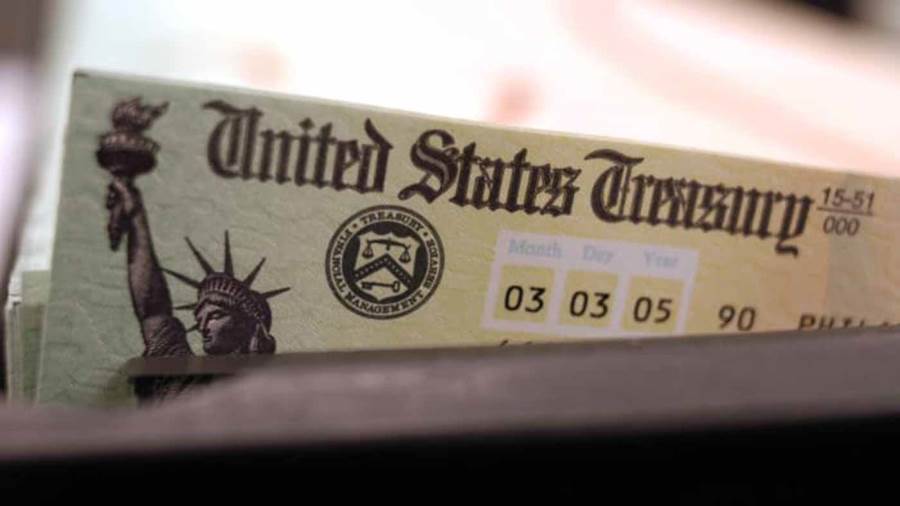 United States Treasury
15-51
000
TREASURY
FINANCIAL MANAGEMENT SERVICE
Month Day Year
03 03 05 90